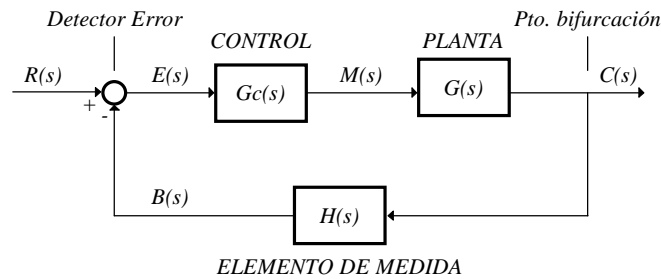 Detector Error
Pto. bifurcación
CONTROL
PLANTA
R(s)
E(s)
M(s)
C(s)
Gc(s)
G(s)
+
-
B(s)
H(s)
ELEMENTO DE MEDIDA